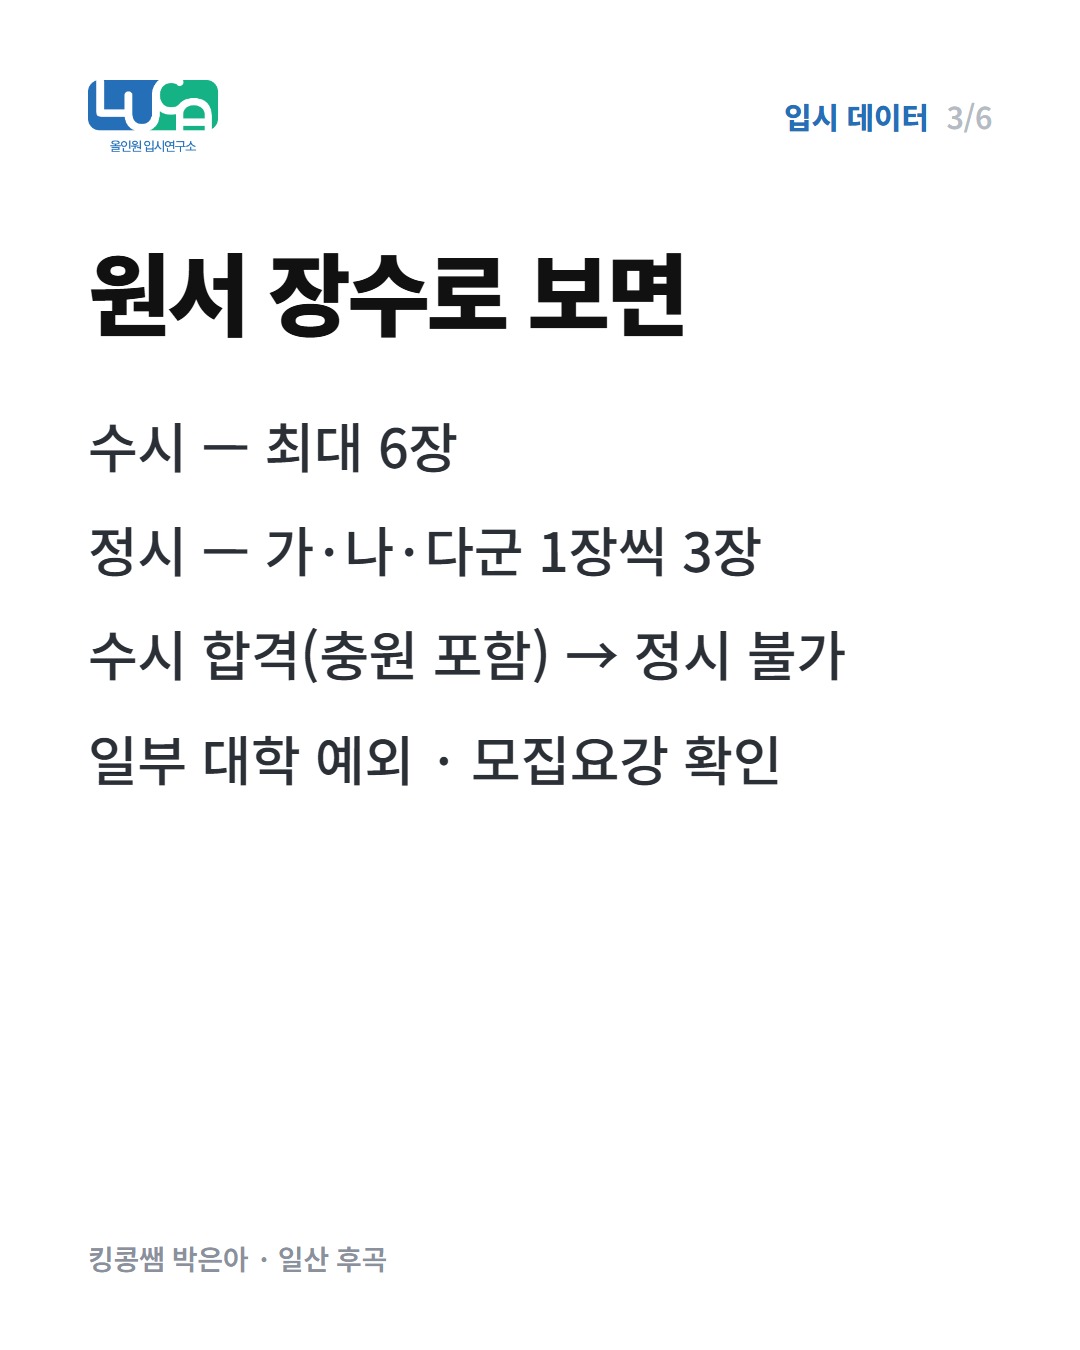 LUCA
올인원 입시연구소
입시 데이터 3/6
원서 장수로 보면
수시 — 최대 6장
정시 — 가·나·다군 1장씩 3장
수시 합격(충원 포함) → 정시 불가
일부 대학 예외 · 모집요강 확인
킹콩쌤 박은아 · 일산 후곡